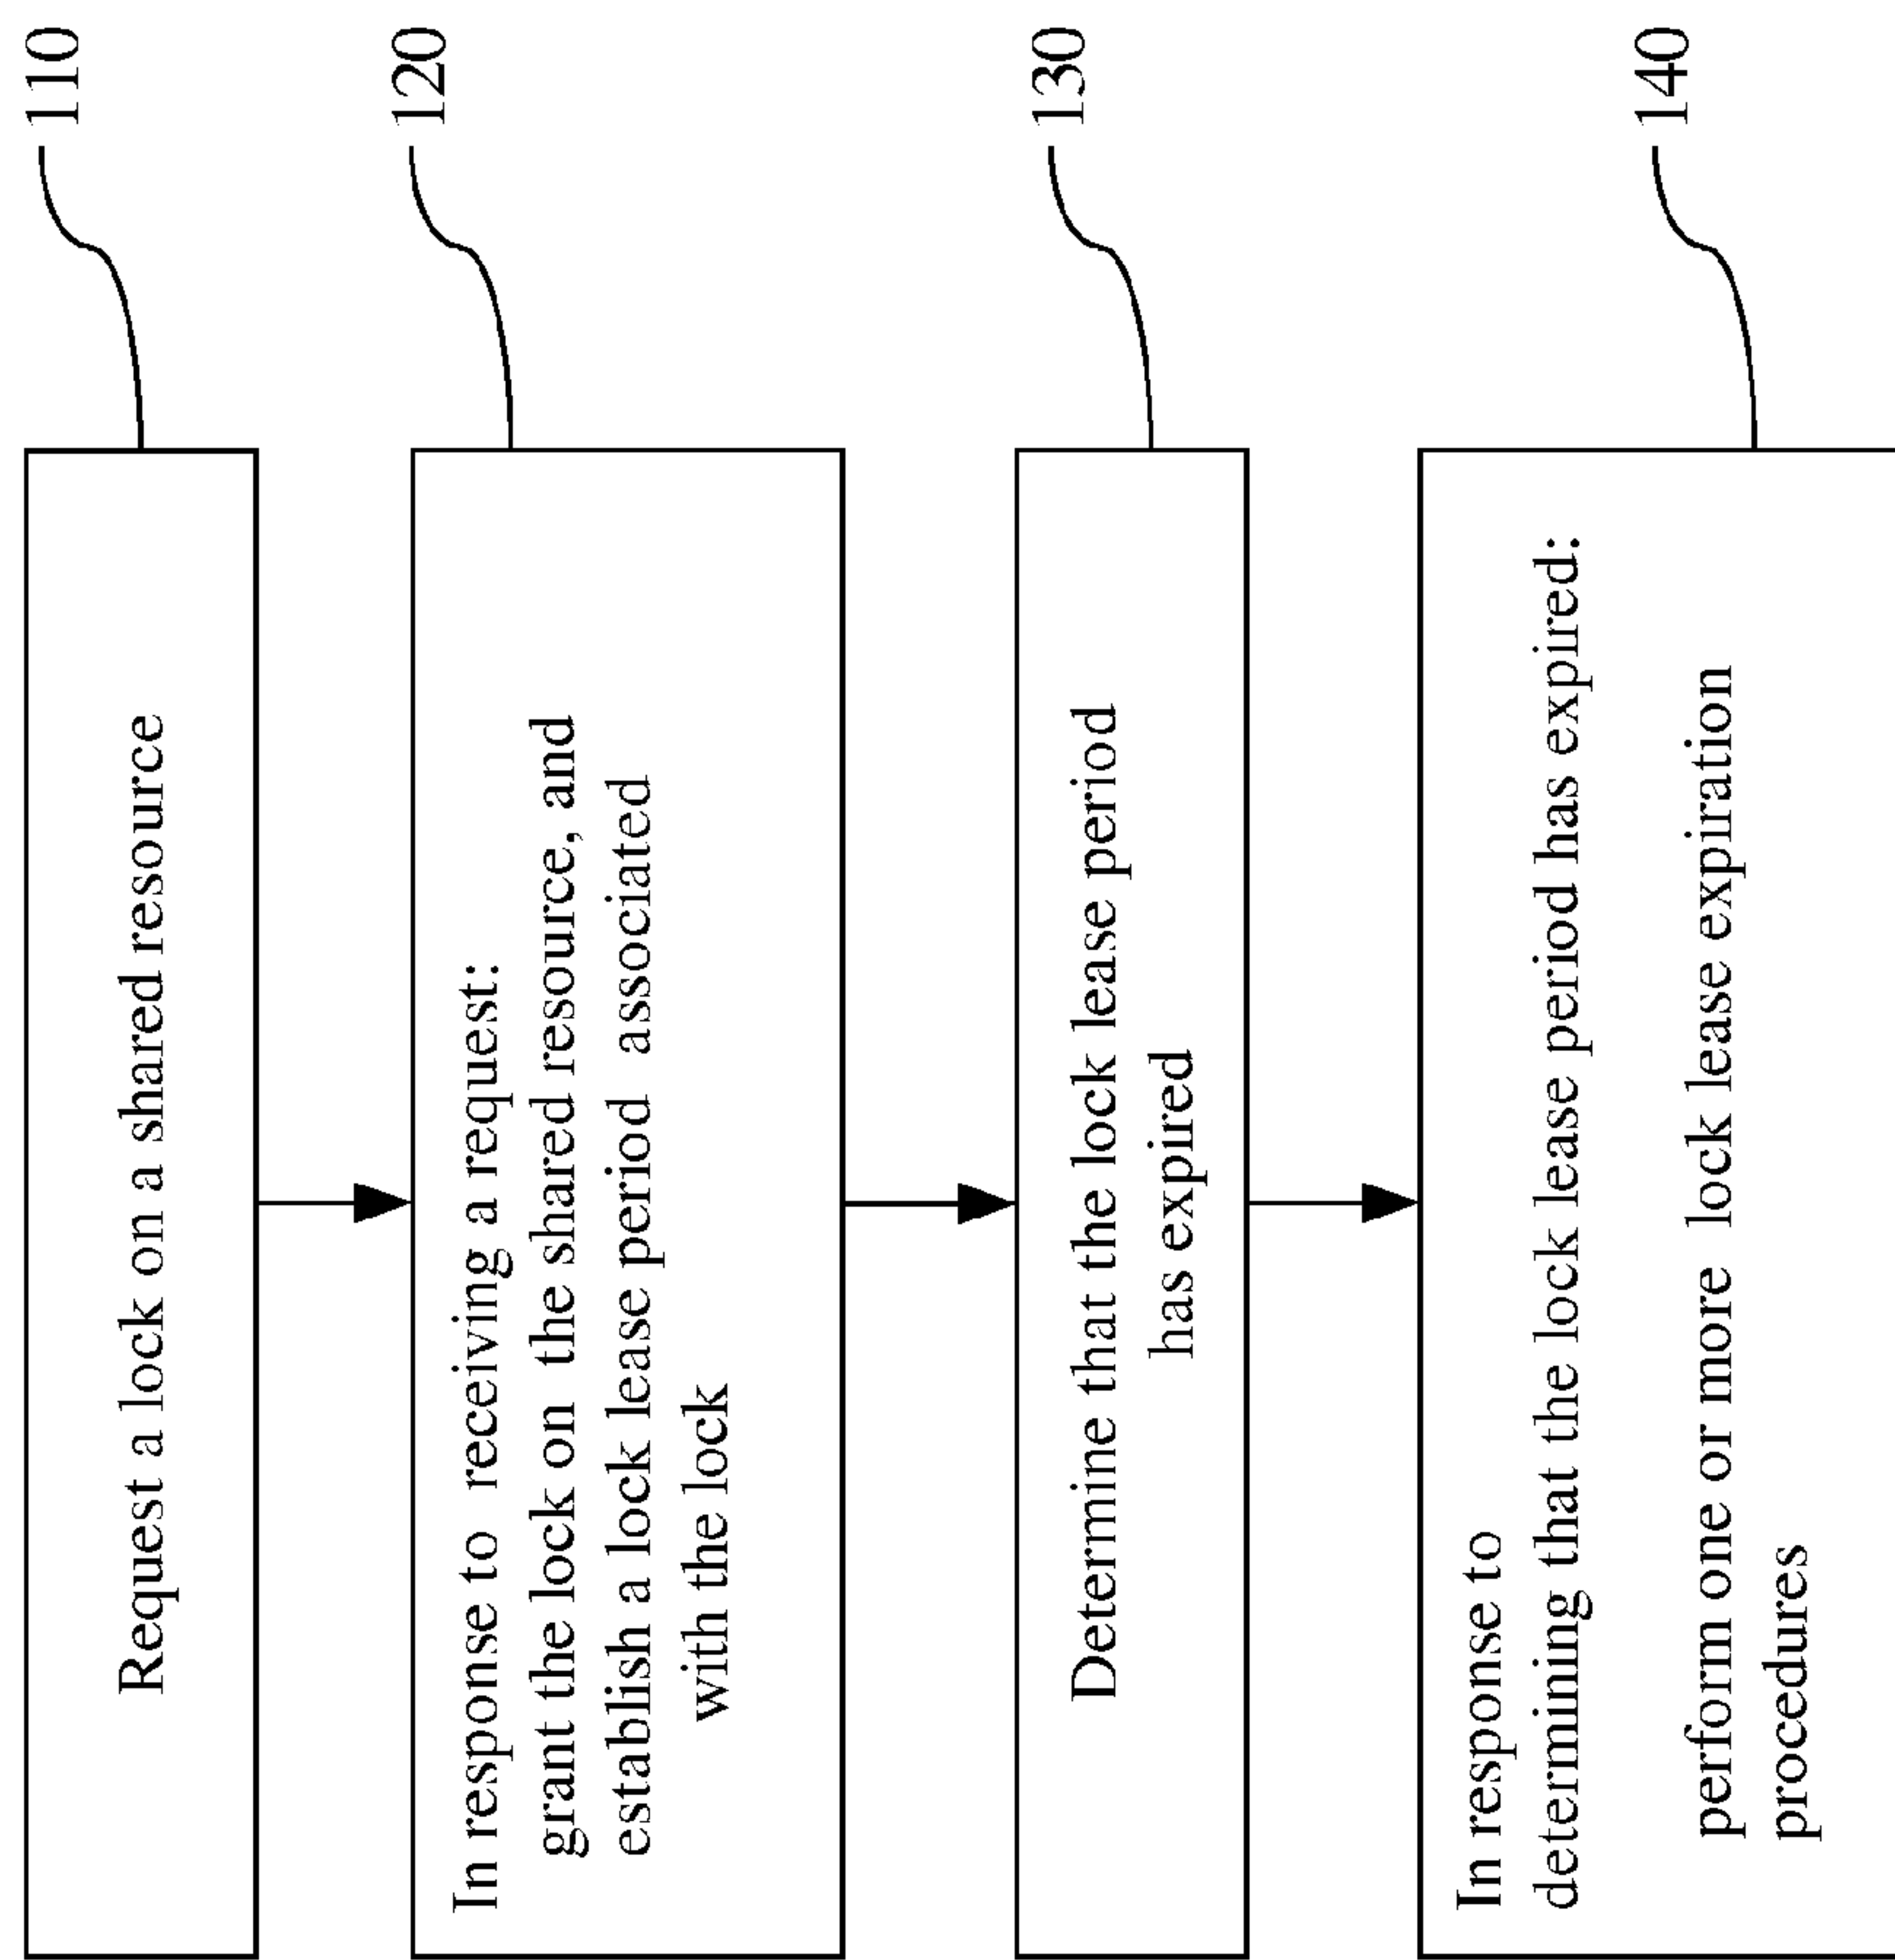 110
Request a lock on a shared resource
120
In response to receiving a request:
grant the lock on the shared resource, and
establish a lock lease period associated
with the lock
130
Determine that the lock lease period
has expired
140
In response to
determining that the lock lease period has expired:
perform one or more lock lease expiration
procedures